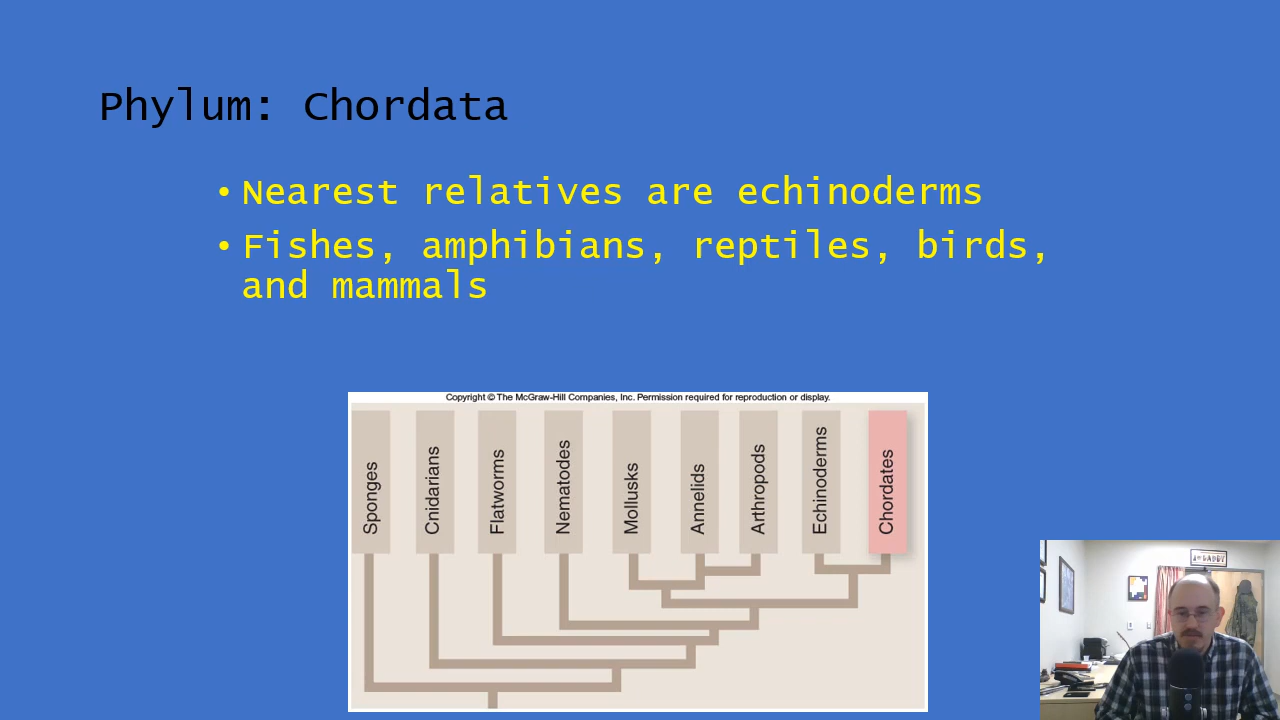 Phylum: Chordata
• Nearest relatives are echinoderms
• Fishes, amphibians, reptiles, birds,
and mammals
Copyright © The McGraw-Hill Companies, Inc. Permission required for reproduction or display.
Sponges
Cnidarians
Flatworms
Nematodes
Mollusks
Annelids
Arthropods
Echinoderms
Chordates